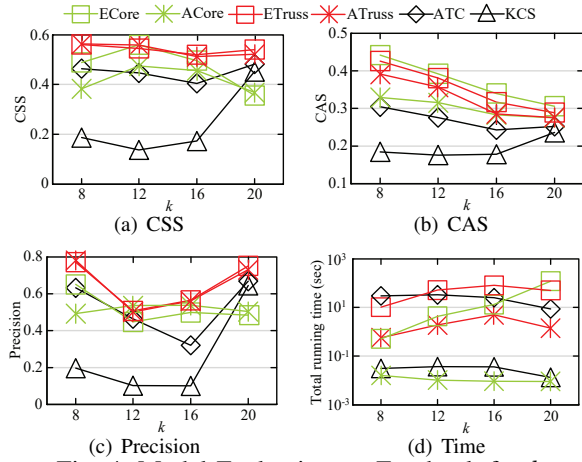 ECore ACore ETruss ATruss ATC KCS
0.6
0.4
0.2
0
CSS
8 12 16 20
k
(a) CSS
0.5
0.4
0.3
0.2
0.1
CAS
8 12 16 20
k
(b) CAS
0.8
0.6
0.4
0.2
0
Precision
8 12 16 20
k
(c) Precision
10³
10¹
10⁻¹
10⁻³
Total running time (sec)
8 12 16 20
k
(d) Time